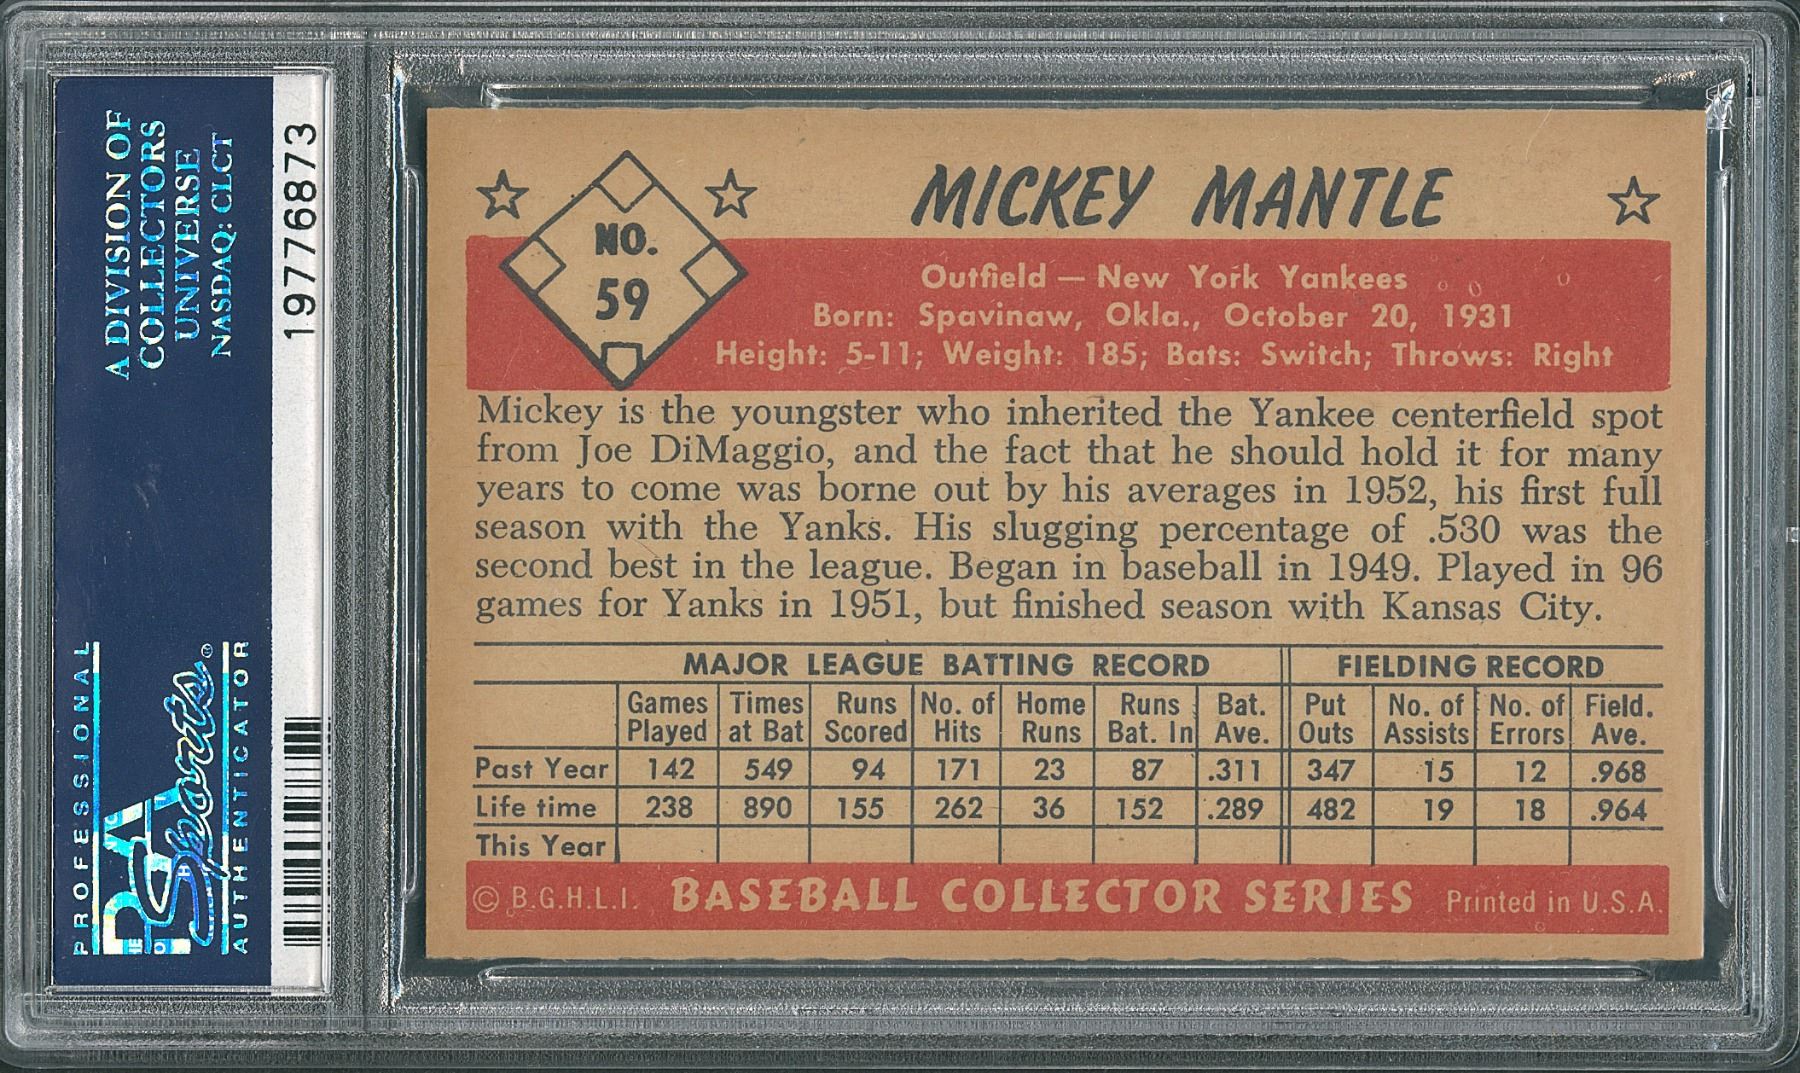 A DIVISION OF
COLLECTORS
UNIVERSE
NASDAQ: CLCT
19776873
PROFESSIONAL
PSA
Sports
AUTHENTICATOR
NO.
59
MICKEY MANTLE
Outfield — New York Yankees
Born: Spavinaw, Okla., October 20, 1931
Height: 5-11; Weight: 185; Bats: Switch; Throws: Right
Mickey is the youngster who inherited the Yankee centerfield spot
from Joe DiMaggio, and the fact that he should hold it for many
years to come was borne out by his averages in 1952, his first full
season with the Yanks. His slugging percentage of .530 was the
second best in the league. Began in baseball in 1949. Played in 96
games for Yanks in 1951, but finished season with Kansas City.
MAJOR LEAGUE BATTING RECORD FIELDING RECORD
Games Times Runs No. of Home Runs Bat. Put No. of No. of Field.
Played at Bat Scored Hits Runs Bat. In Ave. Outs Assists Errors Ave.
Past Year 142 549 94 171 23 87 .311 347 15 12 .968
Life time 238 890 155 262 36 152 .289 482 19 18 .964
This Year
© B.G.H.L.I. BASEBALL COLLECTOR SERIES Printed in U.S.A.